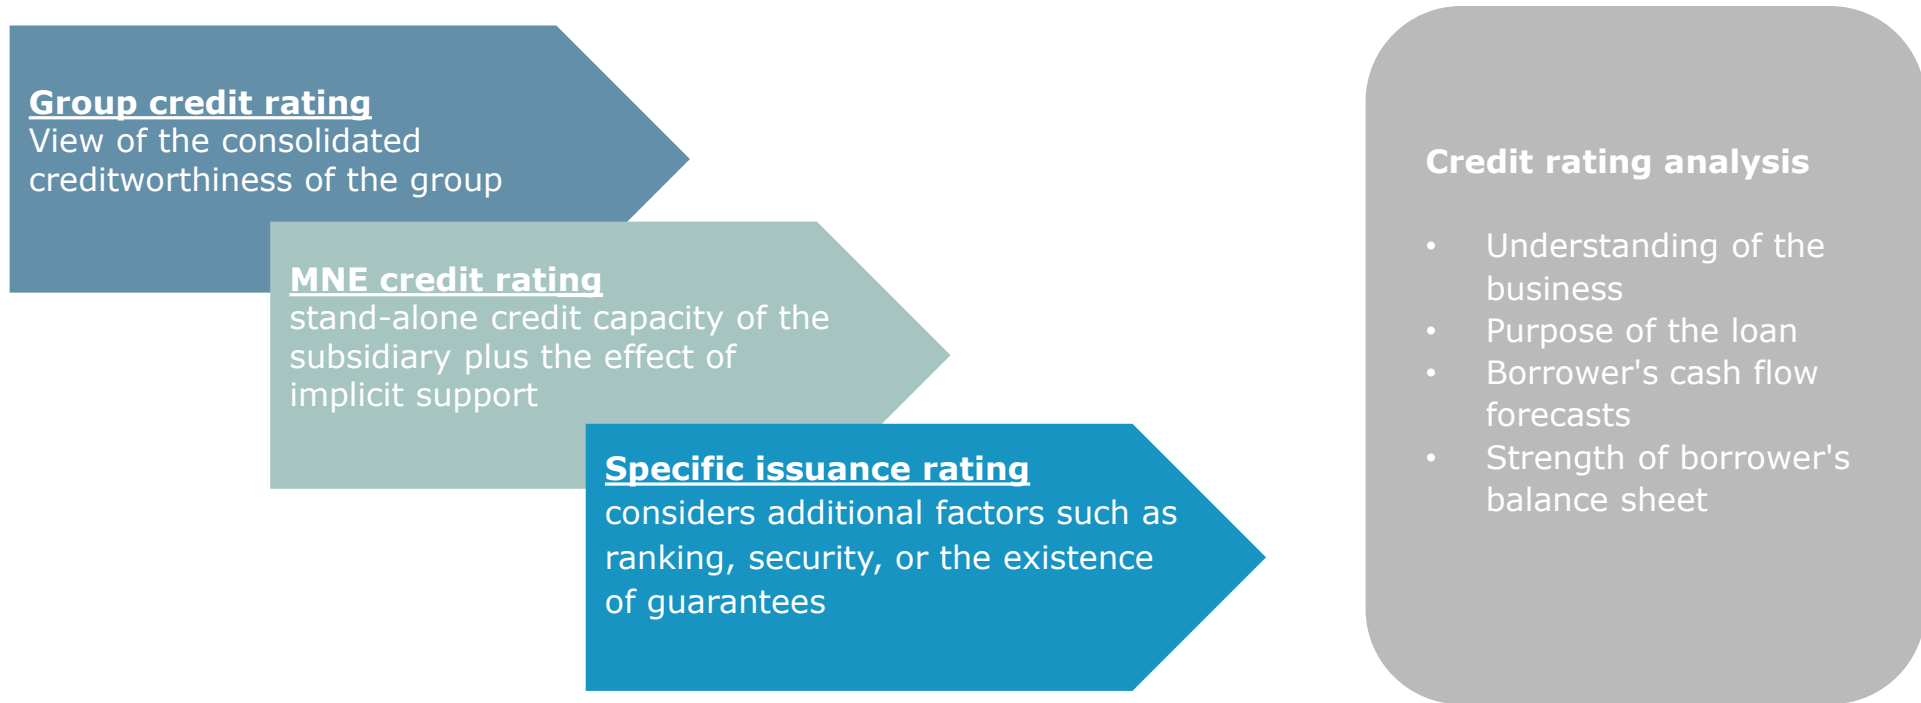 Group credit rating
View of the consolidated
creditworthiness of the group
MNE credit rating
stand-alone credit capacity of the
subsidiary plus the effect of
implicit support
Specific issuance rating
considers additional factors such as
ranking, security, or the existence
of guarantees
Credit rating analysis
• Understanding of the
business
• Purpose of the loan
• Borrower's cash flow
forecasts
• Strength of borrower's
balance sheet